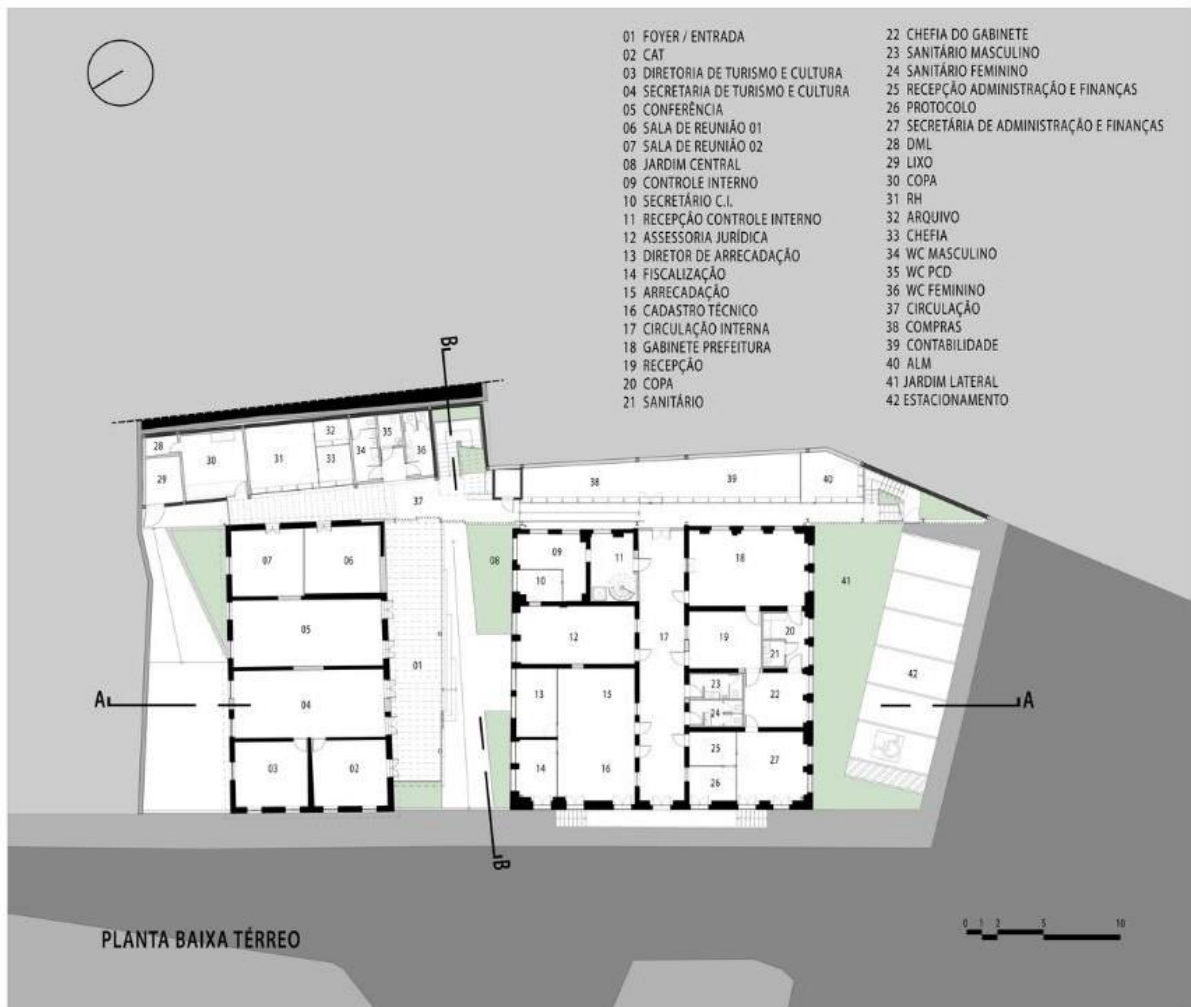 01 FOYER / ENTRADA
02 CAT
03 DIRETORIA DE TURISMO E CULTURA
04 SECRETARIA DE TURISMO E CULTURA
05 CONFERÊNCIA
06 SALA DE REUNIÃO 01
07 SALA DE REUNIÃO 02
08 JARDIM CENTRAL
09 CONTROLE INTERNO
10 SECRETÁRIO C.I.
11 RECEPÇÃO CONTROLE INTERNO
12 ASSESSORIA JURÍDICA
13 DIRETOR DE ARRECADAÇÃO
14 FISCALIZAÇÃO
15 ARRECADAÇÃO
16 CADASTRO TÉCNICO
17 CIRCULAÇÃO INTERNA
18 GABINETE PREFEITURA
19 RECEPÇÃO
20 COPA
21 SANITÁRIO
22 CHEFIA DO GABINETE
23 SANITÁRIO MASCULINO
24 SANITÁRIO FEMININO
25 RECEPÇÃO ADMINISTRAÇÃO E FINANÇAS
26 PROTOCOLO
27 SECRETÁRIA DE ADMINISTRAÇÃO E FINANÇAS
28 DML
29 LIXO
30 COPA
31 RH
32 ARQUIVO
33 CHEFIA
34 WC MASCULINO
35 WC PCD
36 WC FEMININO
37 CIRCULAÇÃO
38 COMPRAS
39 CONTABILIDADE
40 ALM
41 JARDIM LATERAL
42 ESTACIONAMENTO
B
28
29
30
31
32
33
34
35
36
37
38
39
40
07
06
08
09
10
11
18
41
05
01
12
17
19
20
21
42
A
04
13
15
23
24
22
A
03
02
14
16
25
26
27
B
PLANTA BAIXA TÉRREO
0 1 2 5 10